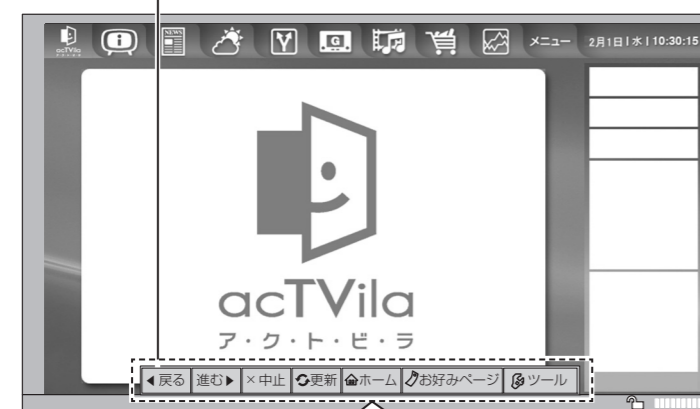 acTVila NEWS G メニュー 2月1日 | 水 | 10:30:15
acTVila
ア・ク・ト・ビ・ラ
◀戻る 進む▶ ×中止 更新 ホーム お好みページ ツール